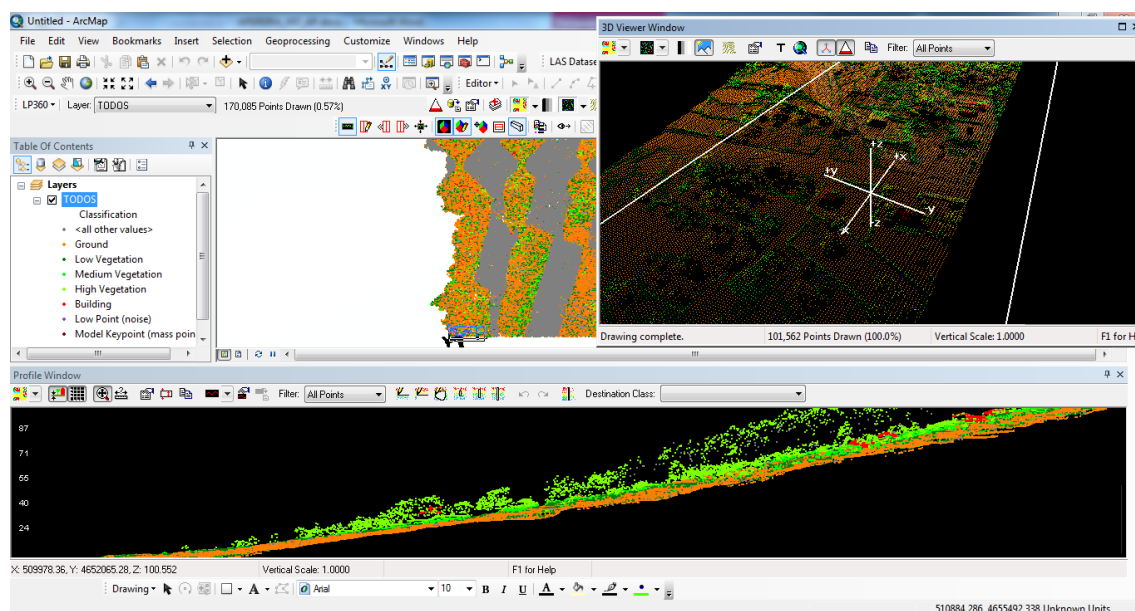 Untitled - ArcMap
File Edit View Bookmarks Insert Selection Geoprocessing Customize Windows Help
LAS Datase
Editor
LP360 Layer: TODOS 170,085 Points Drawn (0.57%)
Table Of Contents
Layers
TODOS
Classification
<all other values>
Ground
Low Vegetation
Medium Vegetation
High Vegetation
Building
Low Point (noise)
Model Keypoint (mass poin
3D Viewer Window
Filter: All Points
+z
+x
+y
-y
-x
-z
Drawing complete. 101,562 Points Drawn (100.0%) Vertical Scale: 1.0000 F1 for H
Profile Window
Filter: All Points Destination Class:
87
71
55
40
24
X: 509978.36, Y: 4652065.28, Z: 100.552 Vertical Scale: 1.0000 F1 for Help
Drawing A Arial 10 B I U A
510884,286 4655492,338 Unknown Units